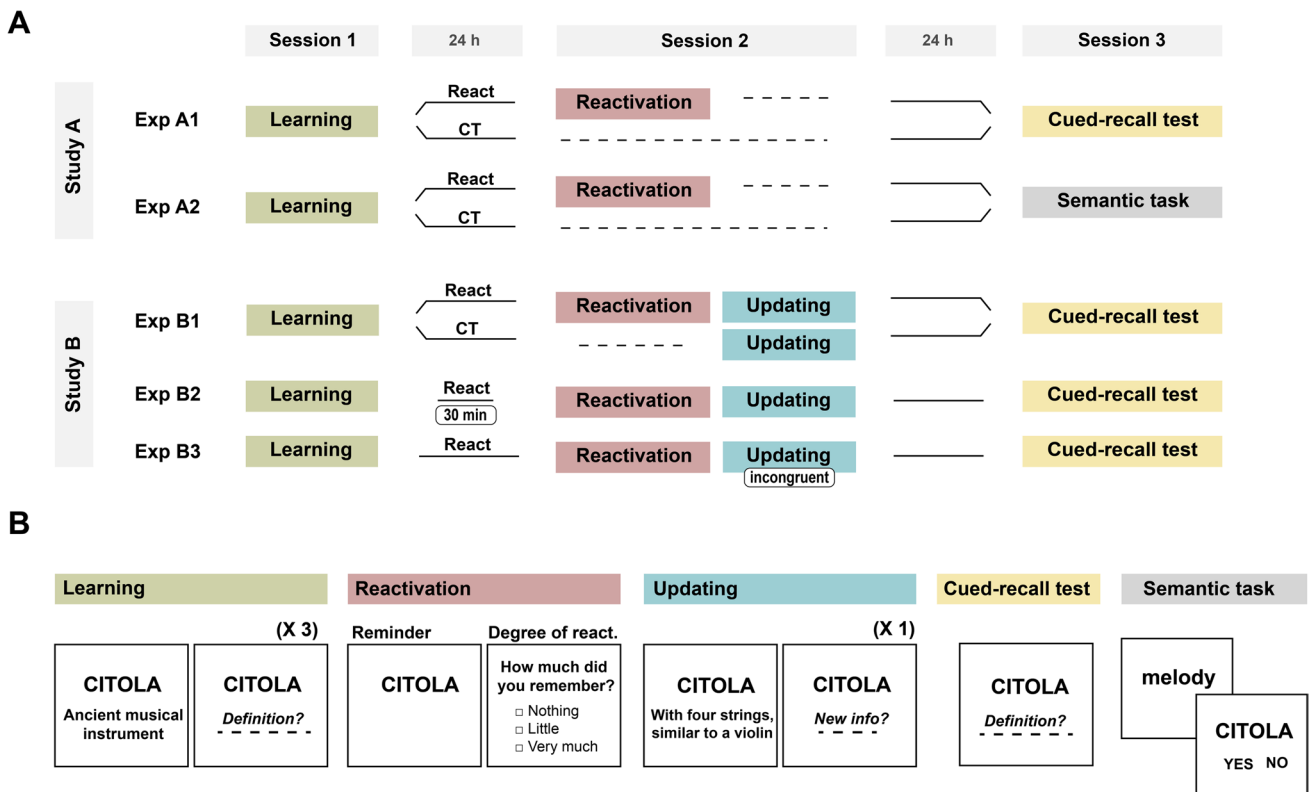 A
Session 1
24 h
Session 2
24 h
Session 3
Study A
Exp A1
Learning
React
CT
Reactivation
Cued-recall test
Exp A2
Learning
React
CT
Reactivation
Semantic task
Study B
Exp B1
Learning
React
CT
Reactivation
Updating
Updating
Cued-recall test
Exp B2
Learning
React
30 min
Reactivation
Updating
Cued-recall test
Exp B3
Learning
React
Reactivation
Updating
incongruent
Cued-recall test
B
Learning
(X 3)
CITOLA
Ancient musical
instrument
CITOLA
Definition?
Reactivation
Reminder
CITOLA
Degree of react.
How much did
you remember?
Nothing
Little
Very much
Updating
(X 1)
CITOLA
With four strings,
similar to a violin
CITOLA
New info?
Cued-recall test
CITOLA
Definition?
Semantic task
melody
CITOLA
YES NO